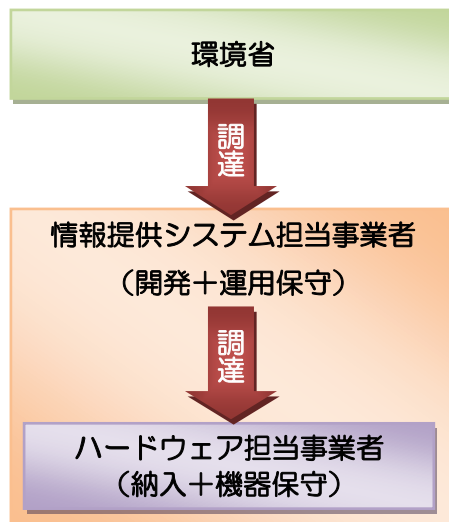 環境省
調達
情報提供システム担当事業者
（開発＋運用保守）
調達
ハードウェア担当事業者
（納入＋機器保守）